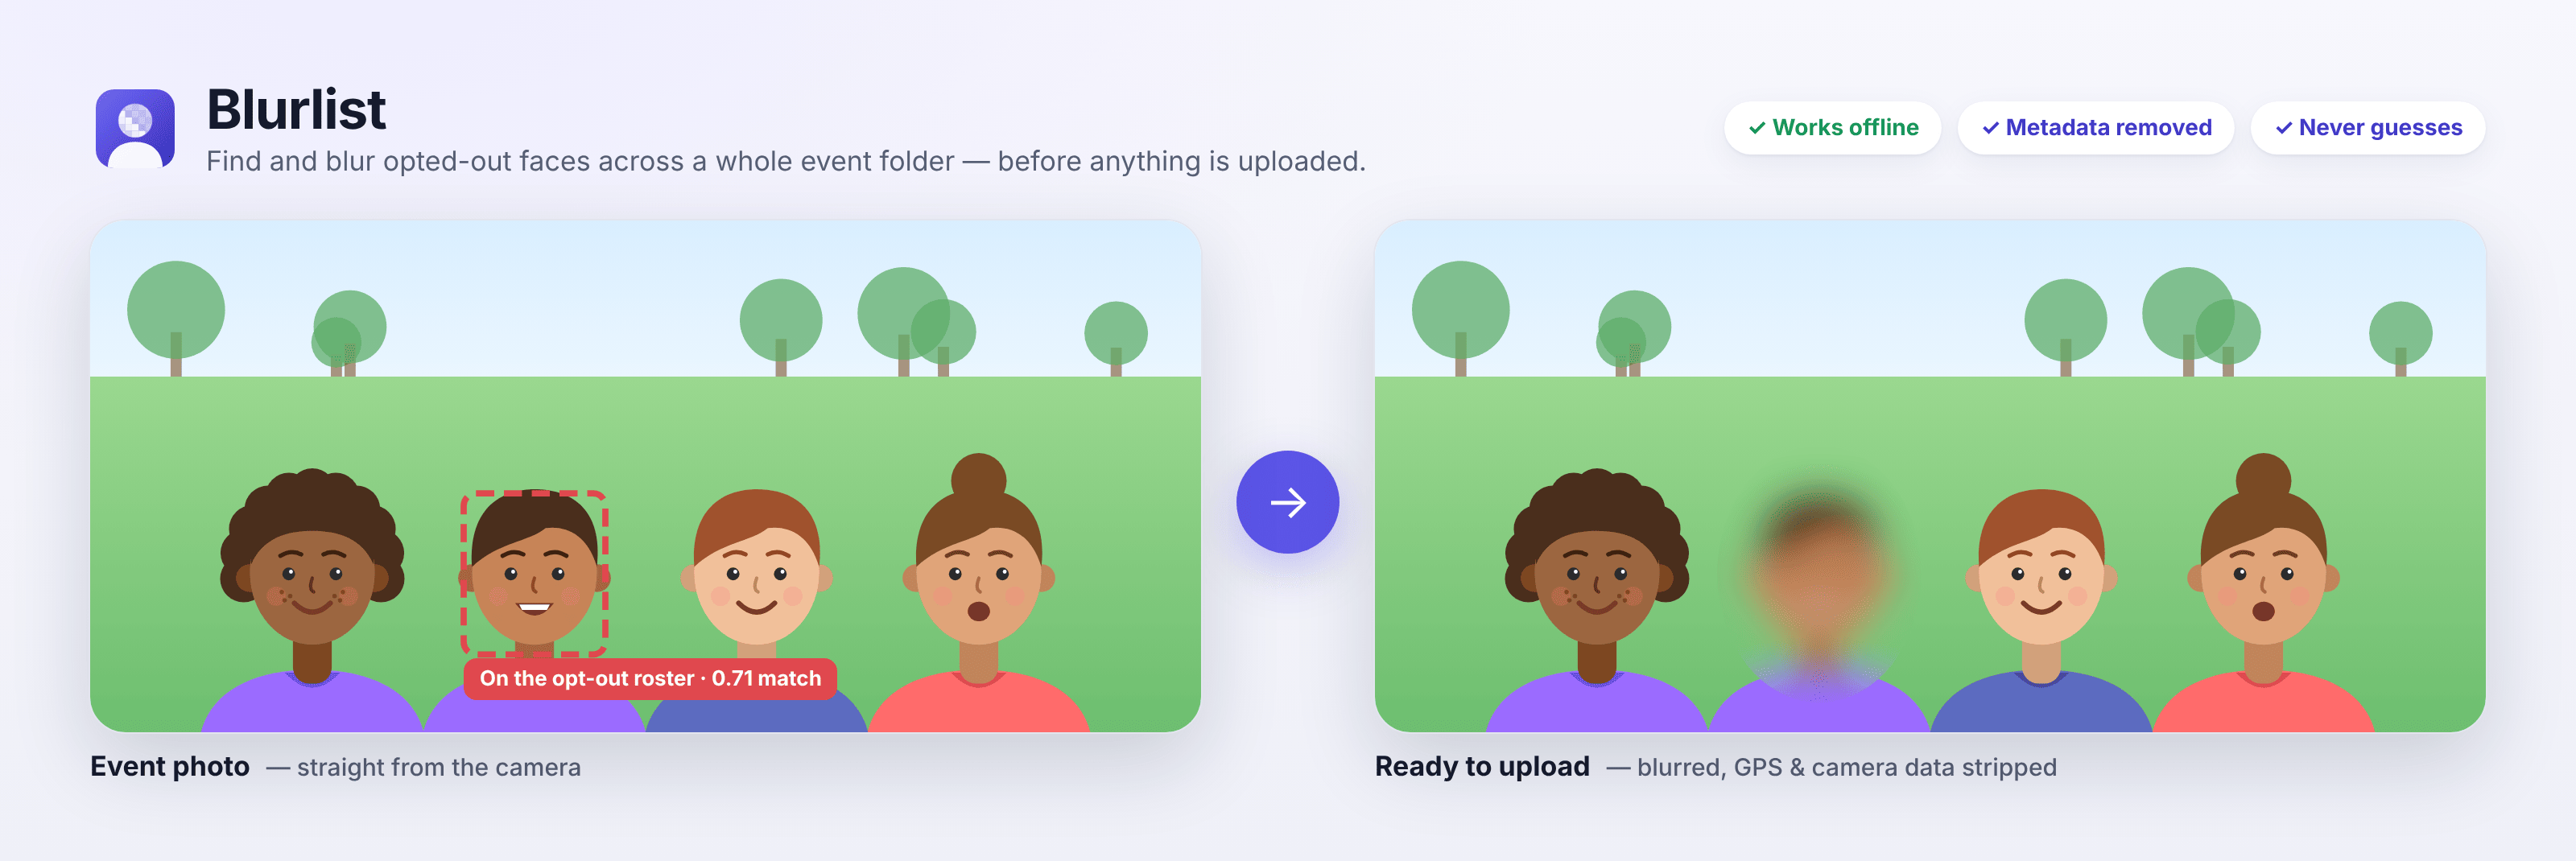 Blurlist
Find and blur opted-out faces across a whole event folder — before anything is uploaded.
✓ Works offline
✓ Metadata removed
✓ Never guesses
On the opt-out roster · 0.71 match
Event photo — straight from the camera
Ready to upload — blurred, GPS & camera data stripped